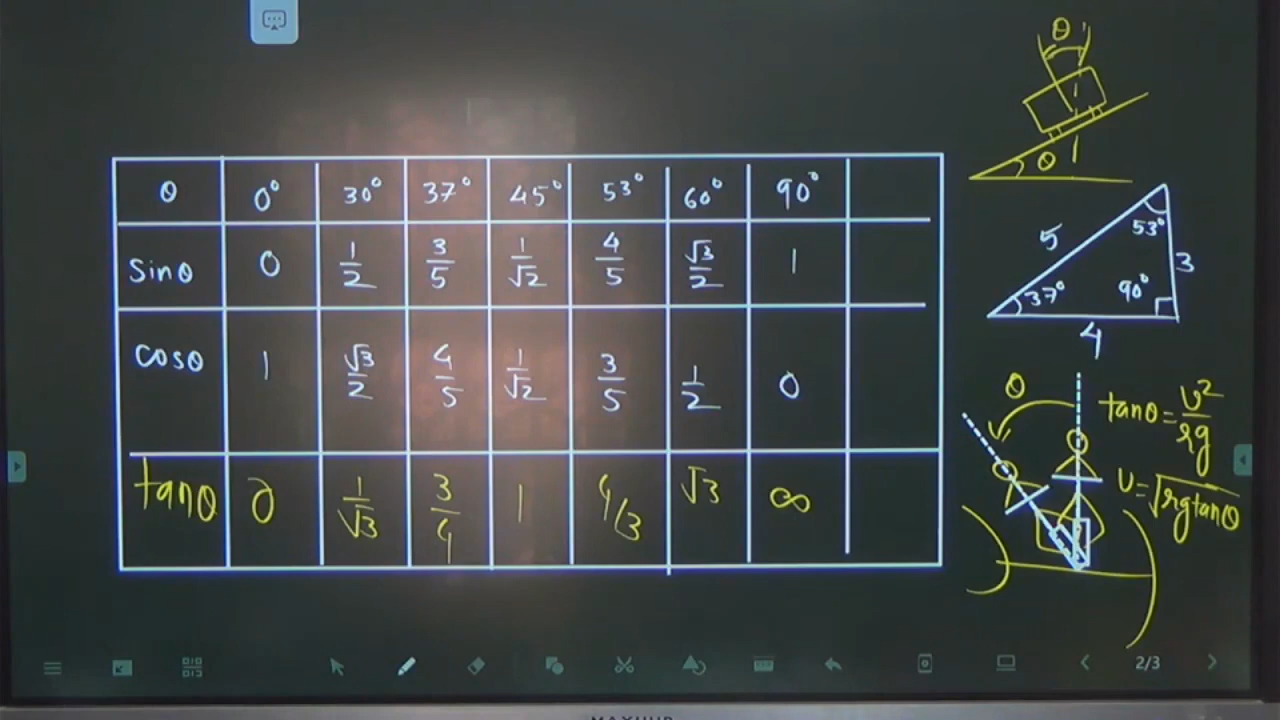 θ 0° 30° 37° 45° 53° 60° 90°
sinθ 0 1/2 3/5 1/√2 4/5 √3/2 1
cosθ 1 √3/2 4/5 1/√2 3/5 1/2 0
tanθ 0 1/√3 3/4 1 4/3 √3 ∞
θ
θ
5
53°
3
37°
90°
4
θ
tanθ = v²/rg
v = √rgtanθ
2/3
MAXHUB